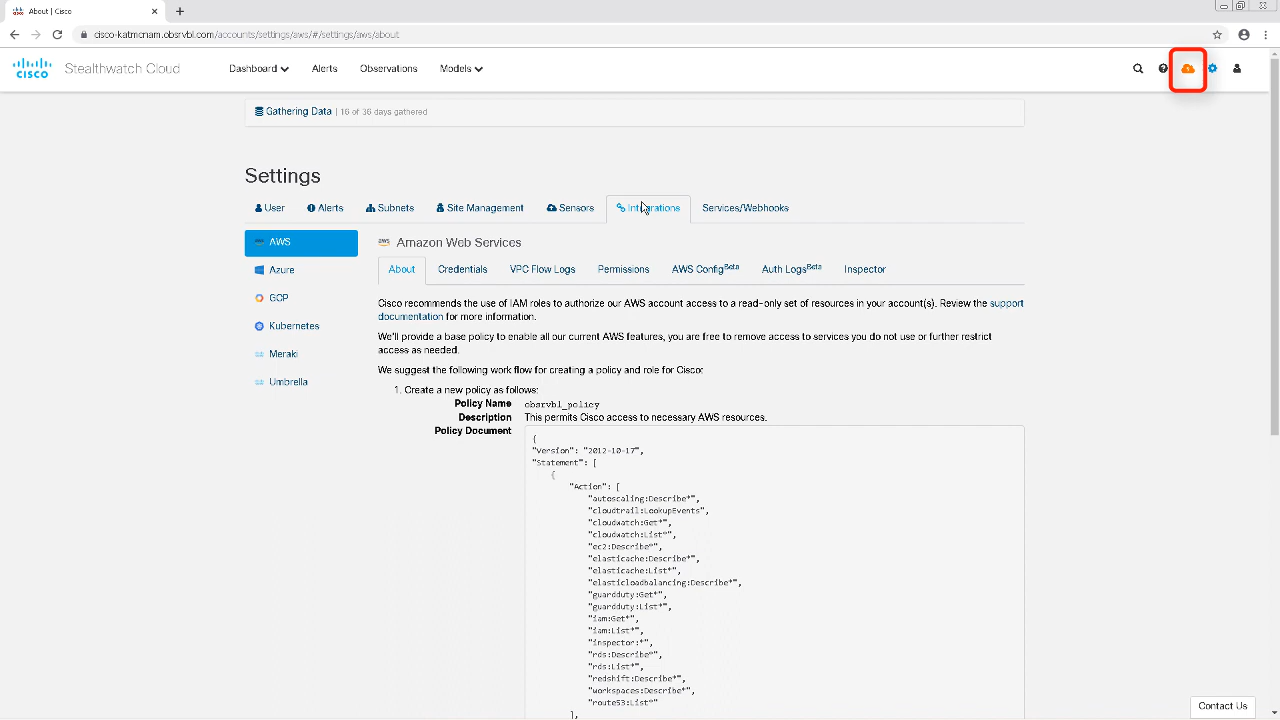 About | Cisco
cisco-katmcnam.obsrvbl.com/accounts/settings/aws/#/settings/aws/about
CISCO Stealthwatch Cloud Dashboard Alerts Observations Models
Gathering Data | 16 of 36 days gathered
Settings
User Alerts Subnets Site Management Sensors Integrations Services/Webhooks
AWS
Azure
GCP
Kubernetes
Meraki
Umbrella
aws Amazon Web Services
About Credentials VPC Flow Logs Permissions AWS ConfigBeta Auth LogsBeta Inspector
Cisco recommends the use of IAM roles to authorize our AWS account access to a read-only set of resources in your account(s). Review the support
documentation for more information.
We'll provide a base policy to enable all our current AWS features, you are free to remove access to services you do not use or further restrict
access as needed.
We suggest the following work flow for creating a policy and role for Cisco:
1. Create a new policy as follows:
Policy Name obsrvbl_policy
Description This permits Cisco access to necessary AWS resources.
Policy Document
{
"Version": "2012-10-17",
"Statement": [
{
"Action": [
"autoscaling:Describe*",
"cloudtrail:LookupEvents",
"cloudwatch:Get*",
"cloudwatch:List*",
"ec2:Describe*",
"elasticache:Describe*",
"elasticache:List*",
"elasticloadbalancing:Describe*",
"guardduty:Get*",
"guardduty:List*",
"iam:Get*",
"iam:List*",
"inspector:*",
"rds:Describe*",
"rds:List*",
"redshift:Describe*",
"workspaces:Describe*",
"route53:List*"
],
Contact Us